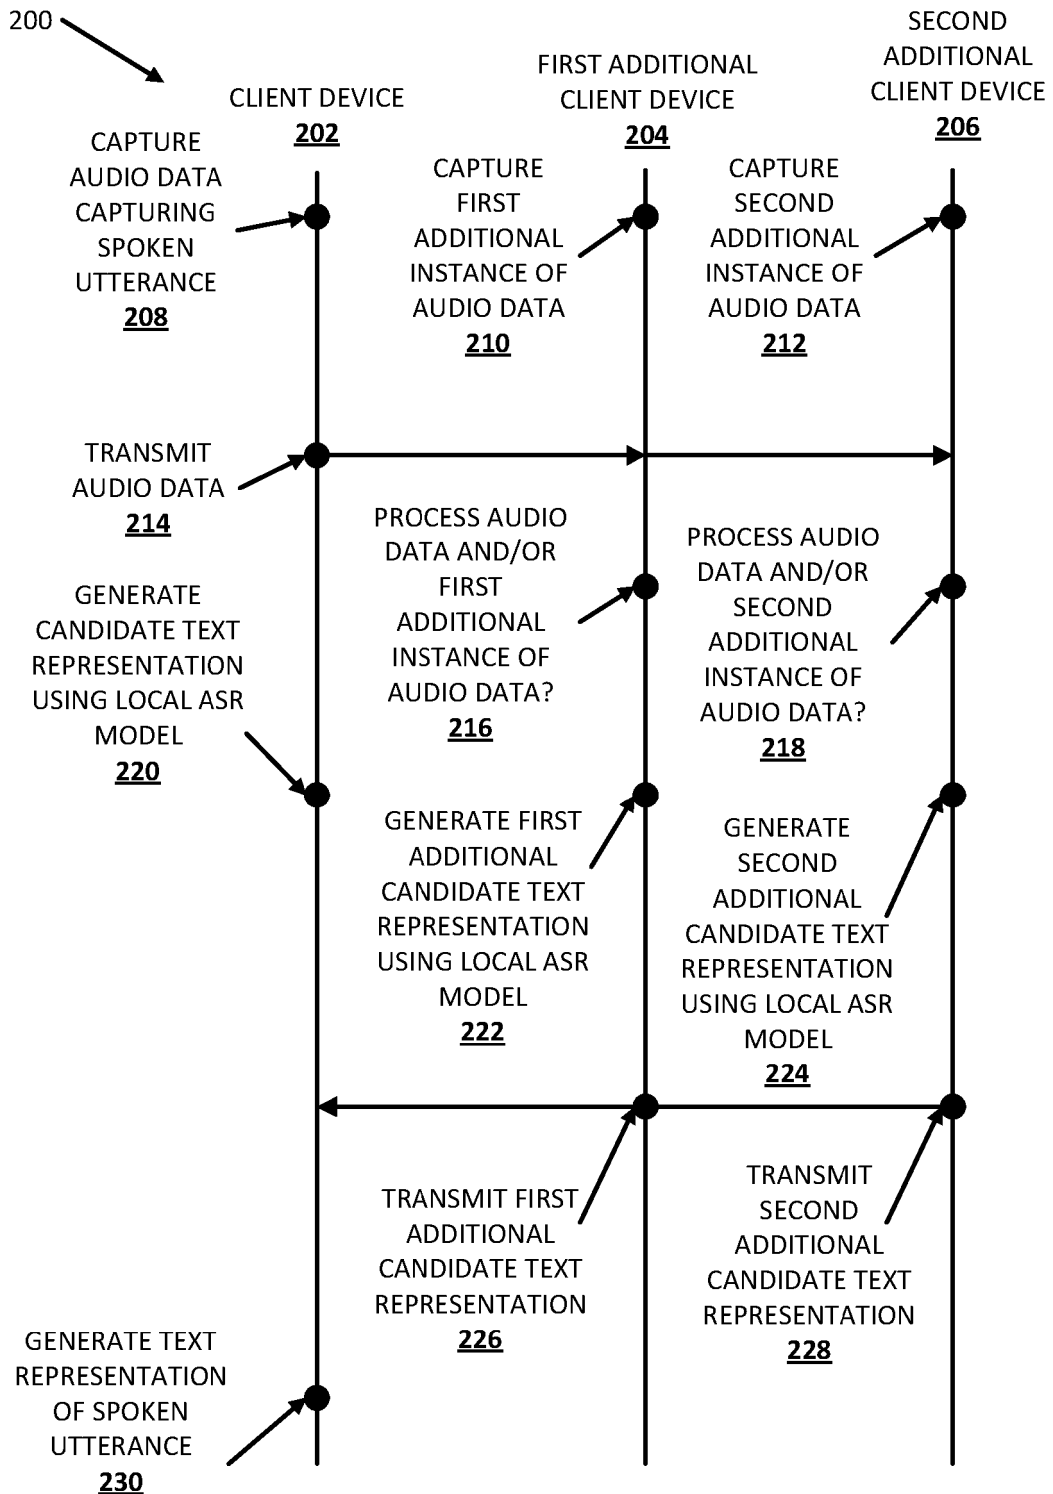 200
CLIENT DEVICE
202
FIRST ADDITIONAL
CLIENT DEVICE
204
SECOND
ADDITIONAL
CLIENT DEVICE
206
CAPTURE
AUDIO DATA
CAPTURING
SPOKEN
UTTERANCE
208
CAPTURE
FIRST
ADDITIONAL
INSTANCE OF
AUDIO DATA
210
CAPTURE
SECOND
ADDITIONAL
INSTANCE OF
AUDIO DATA
212
TRANSMIT
AUDIO DATA
214
PROCESS AUDIO
DATA AND/OR
FIRST
ADDITIONAL
INSTANCE OF
AUDIO DATA?
216
PROCESS AUDIO
DATA AND/OR
SECOND
ADDITIONAL
INSTANCE OF
AUDIO DATA?
218
GENERATE
CANDIDATE TEXT
REPRESENTATION
USING LOCAL ASR
MODEL
220
GENERATE FIRST
ADDITIONAL
CANDIDATE TEXT
REPRESENTATION
USING LOCAL ASR
MODEL
222
GENERATE
SECOND
ADDITIONAL
CANDIDATE TEXT
REPRESENTATION
USING LOCAL ASR
MODEL
224
TRANSMIT FIRST
ADDITIONAL
CANDIDATE TEXT
REPRESENTATION
226
TRANSMIT
SECOND
ADDITIONAL
CANDIDATE TEXT
REPRESENTATION
228
GENERATE TEXT
REPRESENTATION
OF SPOKEN
UTTERANCE
230